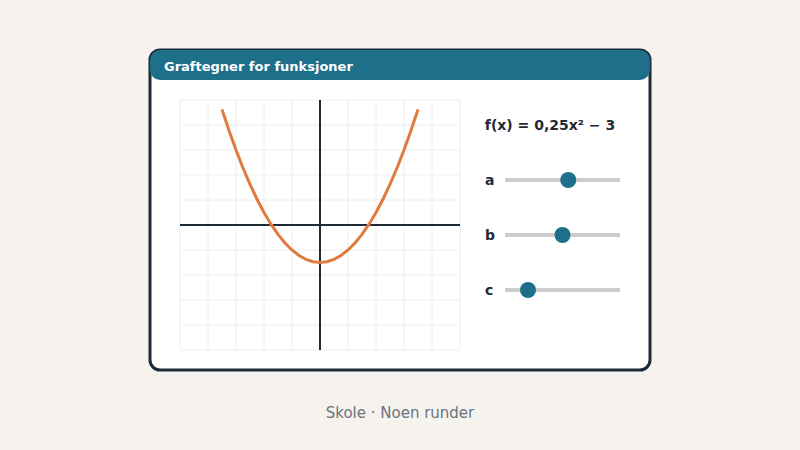 Graftegner for funksjoner
f(x) = 0,25x² − 3
a
b
c
Skole · Noen runder